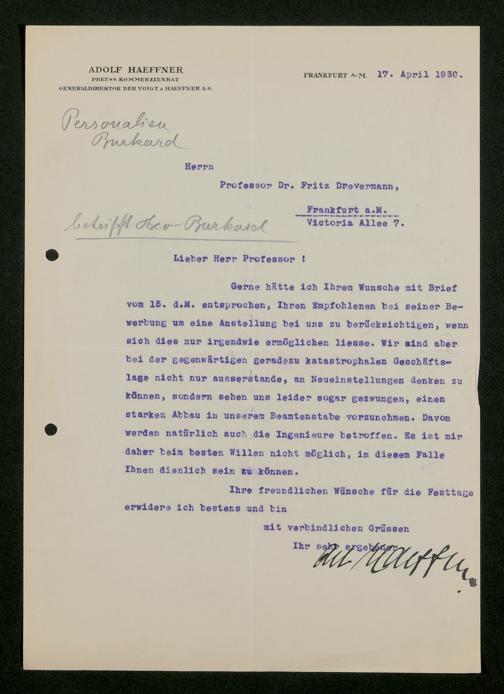 ADOLF HAEFFNER
PREUSS. KOMMERZIENRAT
GENERALDIREKTOR DER VOIGT & HAEFFNER A.G.
FRANKFURT A/M. 17. April 1930.
Personalien
Burkard
Herrn
Professor Dr. Fritz Drevermann,
Frankfurt a.M.
Victoria Allee 7.
betrifft Theo Burkard
Lieber Herr Professor !
Gerne hätte ich Ihrem Wunsche mit Brief
vom 15. d.M. entsprochen, Ihren Empfohlenen bei seiner Be-
werbung um eine Anstellung bei uns zu berücksichtigen, wenn
sich dies nur irgendwie ermöglichen liesse. Wir sind aber
bei der gegenwärtigen geradezu katastrophalen Geschäfts-
lage nicht nur ausserstande, an Neueinstellungen denken zu
können, sondern sehen uns leider sogar gezwungen, einen
starken Abbau in unserem Beamtenstabe vorzunehmen. Davon
werden natürlich auch die Ingenieure betroffen. Es ist mir
daher beim besten Willen nicht möglich, in diesem Falle
Ihnen dienlich sein zu können.
Ihre freundlichen Wünsche für die Festtage
erwidere ich bestens und bin
mit verbindlichen Grüssen
Ihr sehr ergebener
Haeffner